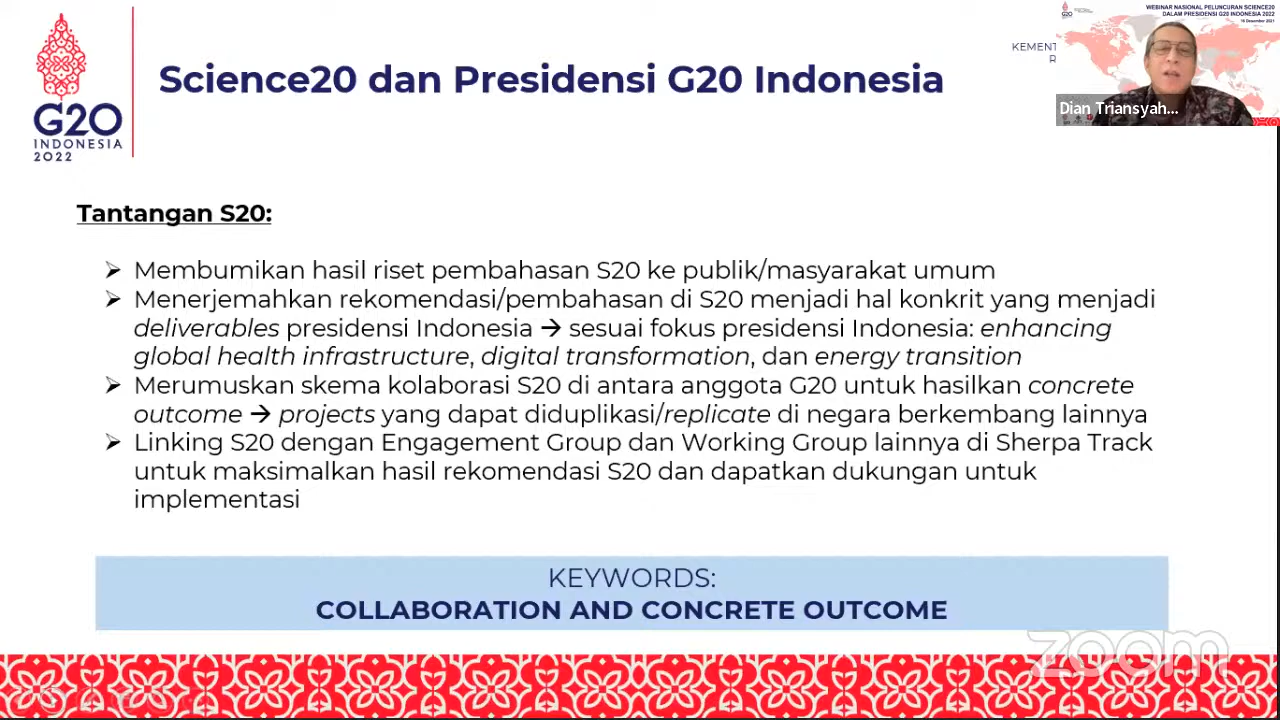 G20
INDONESIA
2022
Science20 dan Presidensi G20 Indonesia
KEMENT
R
G20
WEBINAR NASIONAL PELUNCURAN SCIENCE20
DALAM PRESIDENSI G20 INDONESIA 2022
Dian Triansyah...
Tantangan S20:
➢ Membumikan hasil riset pembahasan S20 ke publik/masyarakat umum
➢ Menerjemahkan rekomendasi/pembahasan di S20 menjadi hal konkrit yang menjadi
deliverables presidensi Indonesia → sesuai fokus presidensi Indonesia: enhancing
global health infrastructure, digital transformation, dan energy transition
➢ Merumuskan skema kolaborasi S20 di antara anggota G20 untuk hasilkan concrete
outcome → projects yang dapat diduplikasi/replicate di negara berkembang lainnya
➢ Linking S20 dengan Engagement Group dan Working Group lainnya di Sherpa Track
untuk maksimalkan hasil rekomendasi S20 dan dapatkan dukungan untuk
implementasi
KEYWORDS:
COLLABORATION AND CONCRETE OUTCOME
zoom